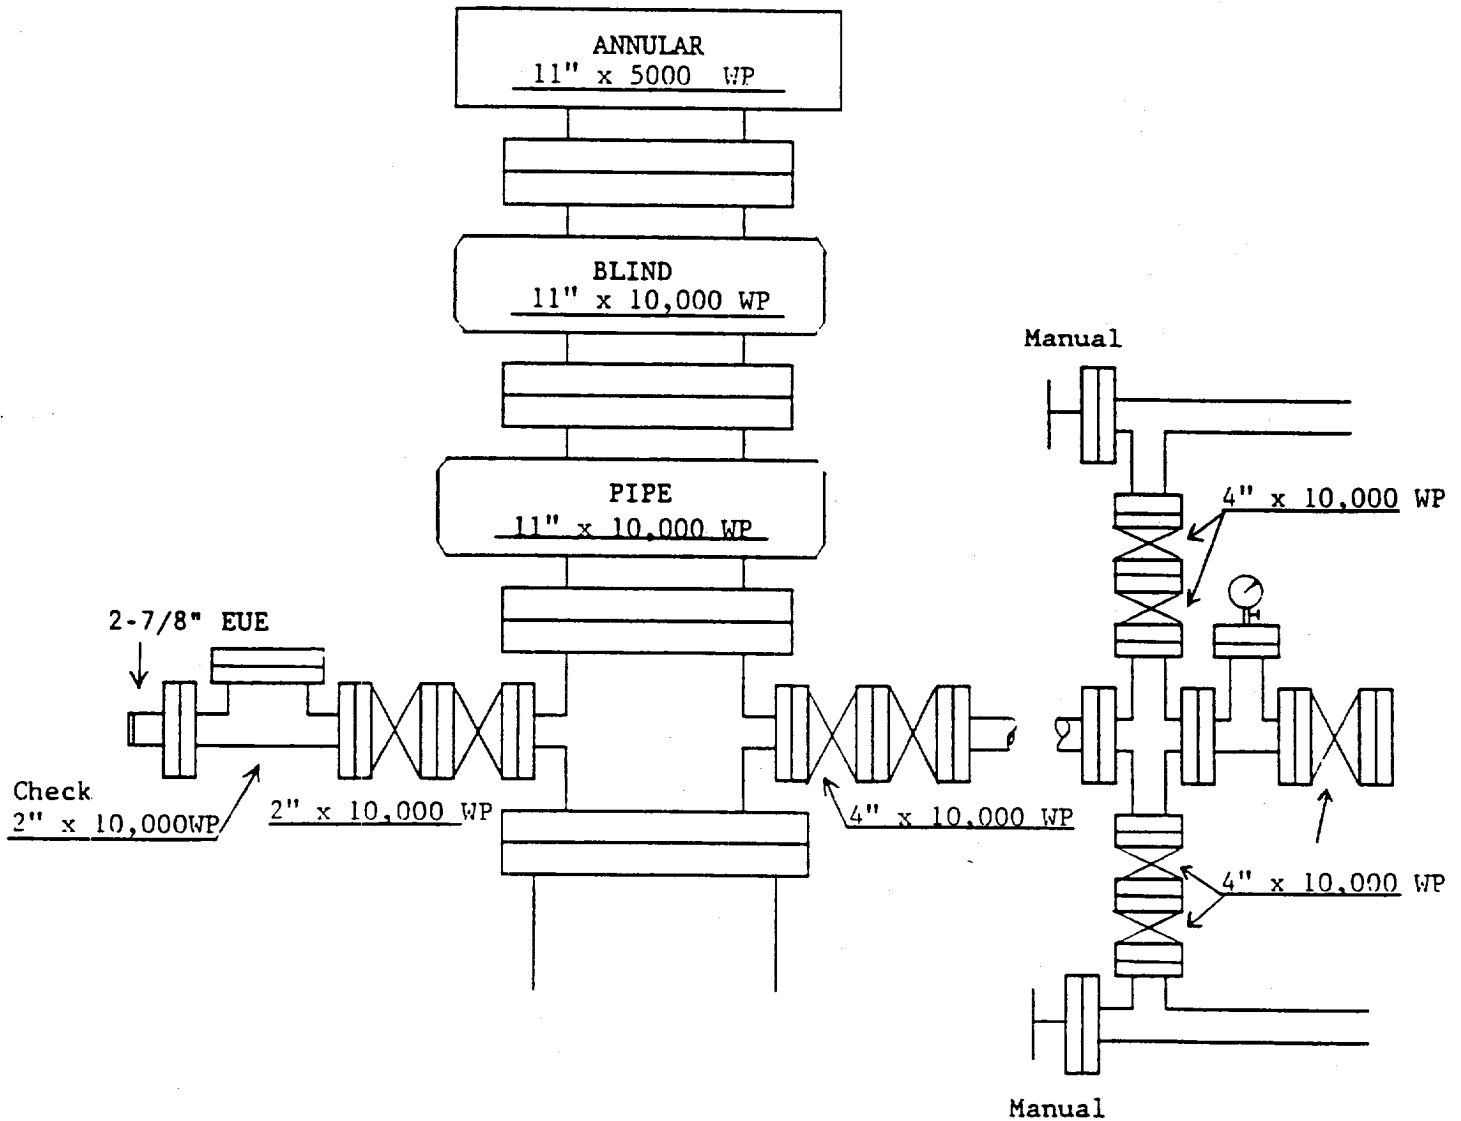 ANNULAR
11" x 5000 WP
BLIND
11" x 10,000 WP
Manual
PIPE
11" x 10,000 WP
4" x 10,000 WP
2-7/8" EUE
Check
2" x 10,000WP
2" x 10,000 WP
4" x 10,000 WP
4" x 10,000 WP
Manual